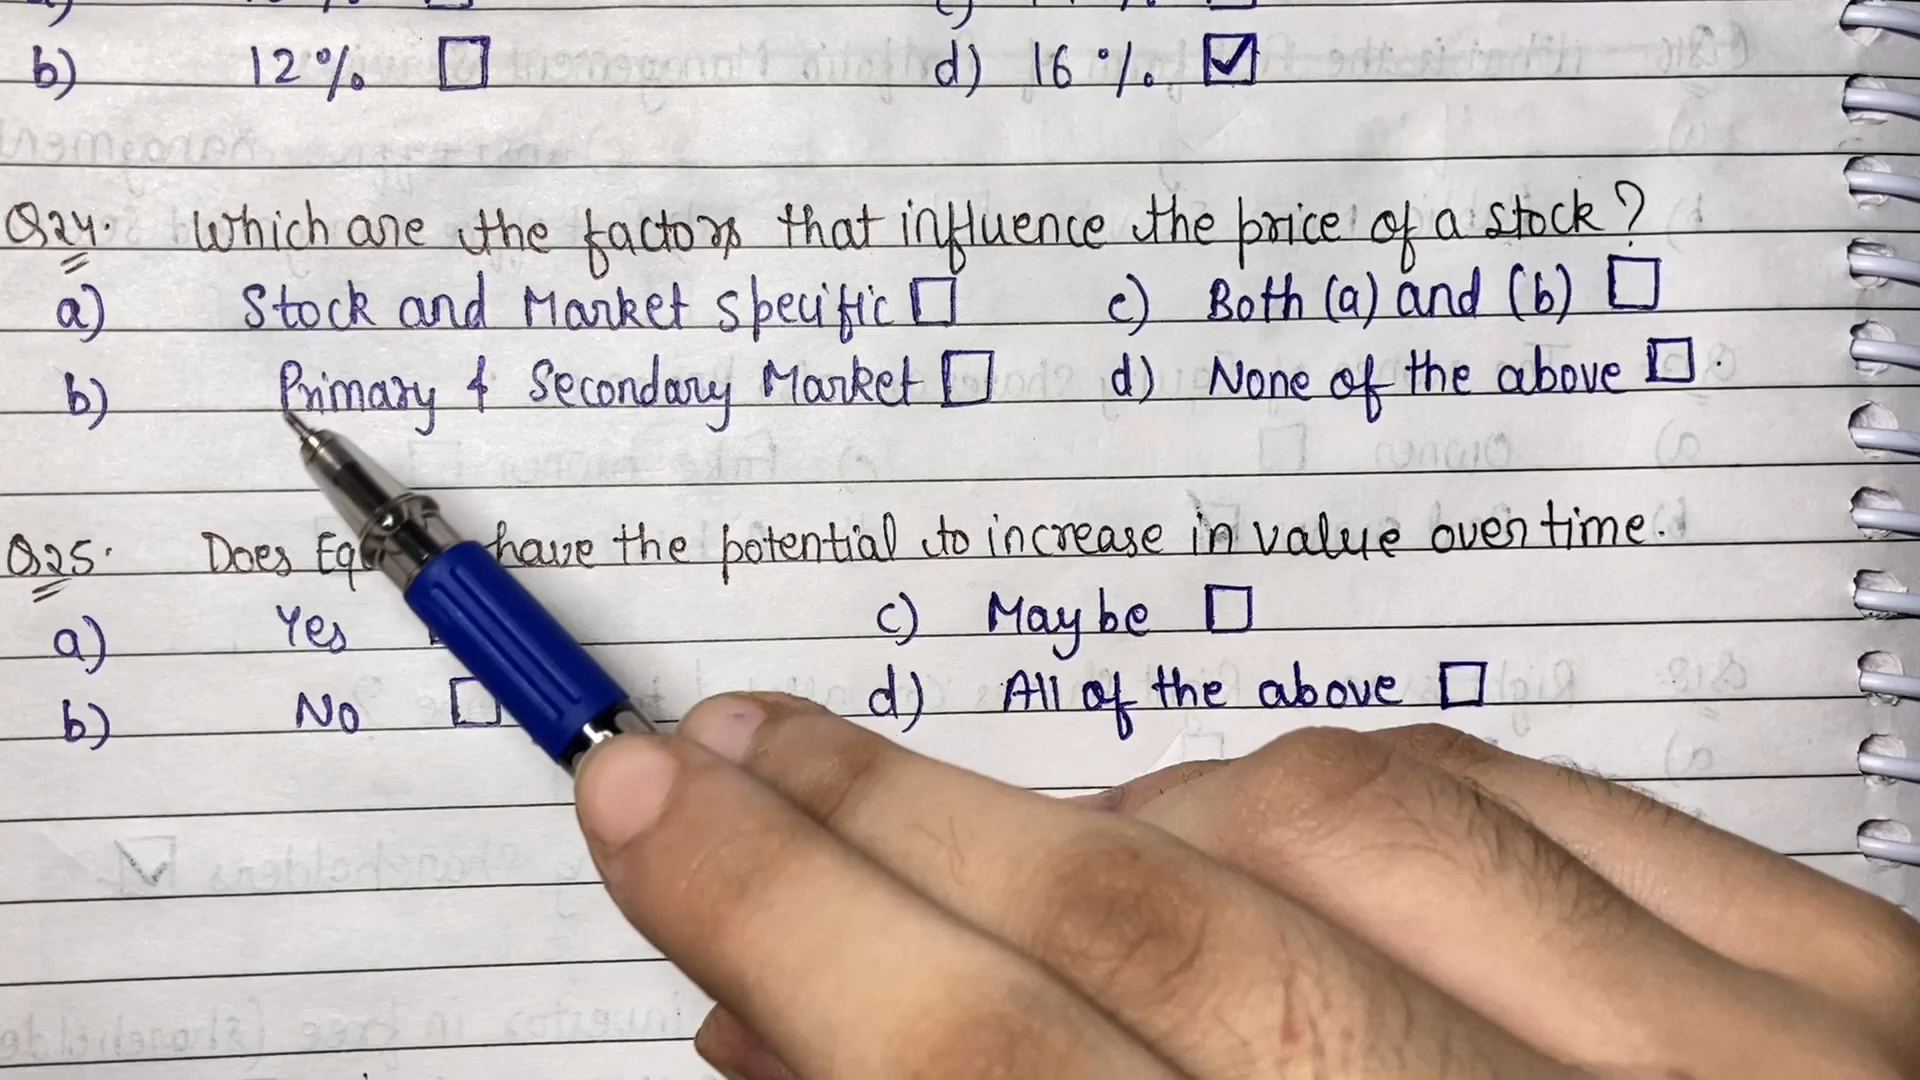 b) 12% d) 16%
Q24. Which are the factors that influence the price of a stock?
a) Stock and Market Specific c) Both (a) and (b)
b) Primary & Secondary Market d) None of the above
Q25. Does have the potential to increase in value over time.
a) Yes c) May be
b) No d) All of the above